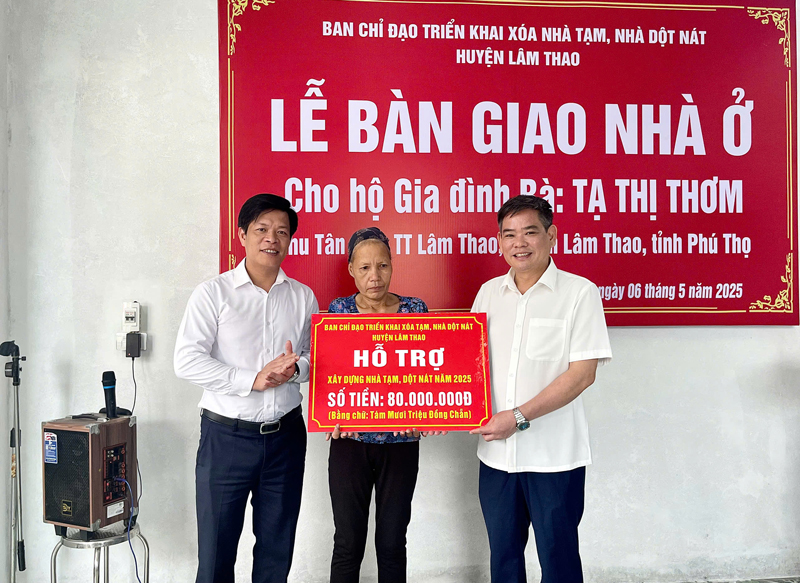 BAN CHỈ ĐẠO TRIỂN KHAI XÓA NHÀ TẠM, NHÀ DỘT NÁT
HUYỆN LÂM THAO
LỄ BÀN GIAO NHÀ Ở
Cho hộ Gia đình Bà: TẠ THỊ THƠM
Tân TT Lâm Thao, Lâm Thao, tỉnh Phú Thọ
ngày 06 tháng 5 năm 2025
BAN CHỈ ĐẠO TRIỂN KHAI XÓA TẠM, NHÀ DỘT NÁT
HUYỆN LÂM THAO
HỖ TRỢ
XÂY DỰNG NHÀ TẠM, DỘT NÁT NĂM 2025
SỐ TIỀN: 80.000.000Đ
(Bằng chữ: Tám Mươi Triệu Đồng Chẵn)